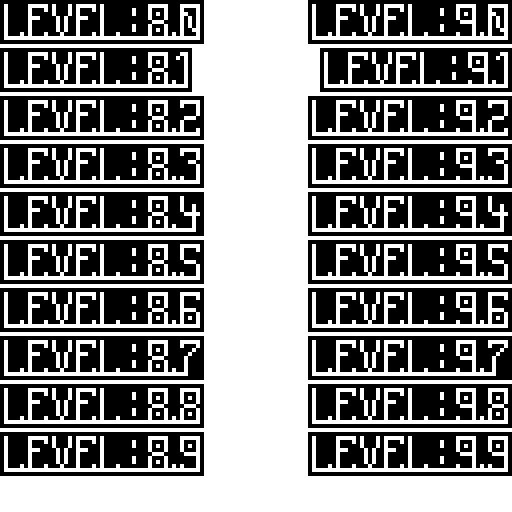 LEVEL:8.0 LEVEL:9.0
LEVEL:8.1 LEVEL:9.1
LEVEL:8.2 LEVEL:9.2
LEVEL:8.3 LEVEL:9.3
LEVEL:8.4 LEVEL:9.4
LEVEL:8.5 LEVEL:9.5
LEVEL:8.6 LEVEL:9.6
LEVEL:8.7 LEVEL:9.7
LEVEL:8.8 LEVEL:9.8
LEVEL:8.9 LEVEL:9.9